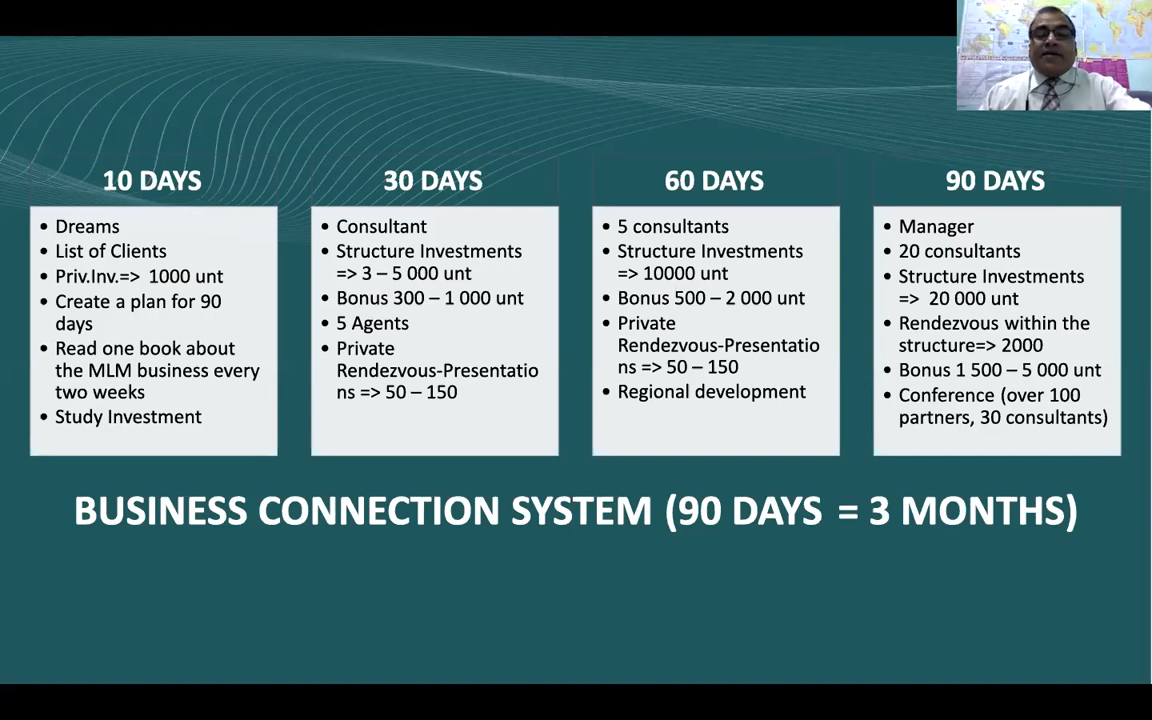 10 DAYS
• Dreams
• List of Clients
• Priv.Inv.=> 1000 unt
• Create a plan for 90
days
• Read one book about
the MLM business every
two weeks
• Study Investment
30 DAYS
• Consultant
• Structure Investments
=> 3 – 5 000 unt
• Bonus 300 – 1 000 unt
• 5 Agents
• Private
Rendezvous-Presentatio
ns => 50 – 150
60 DAYS
• 5 consultants
• Structure Investments
=> 10000 unt
• Bonus 500 – 2 000 unt
• Private
Rendezvous-Presentatio
ns => 50 – 150
• Regional development
90 DAYS
• Manager
• 20 consultants
• Structure Investments
=> 20 000 unt
• Rendezvous within the
structure=> 2000
• Bonus 1 500 – 5 000 unt
• Conference (over 100
partners, 30 consultants)
BUSINESS CONNECTION SYSTEM (90 DAYS = 3 MONTHS)